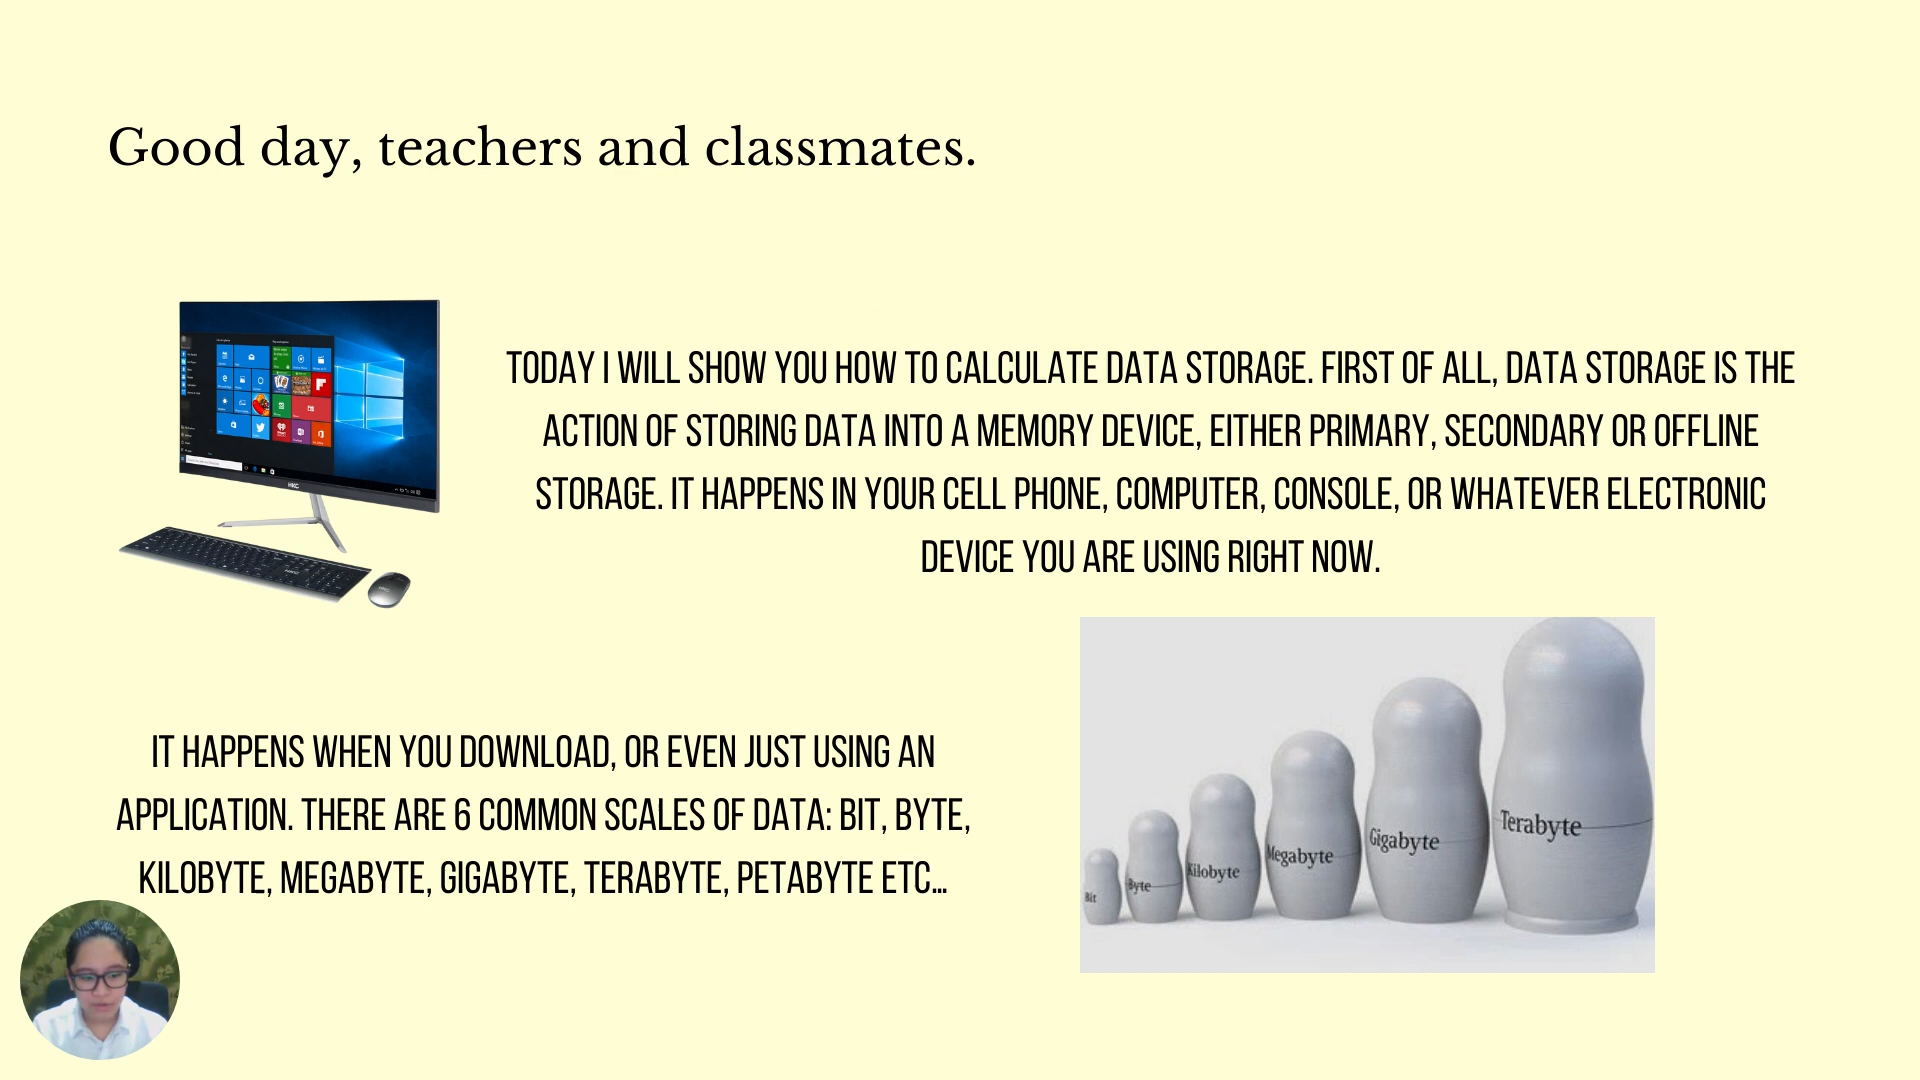 Good day, teachers and classmates.
TODAY I WILL SHOW YOU HOW TO CALCULATE DATA STORAGE. FIRST OF ALL, DATA STORAGE IS THE
ACTION OF STORING DATA INTO A MEMORY DEVICE, EITHER PRIMARY, SECONDARY OR OFFLINE
STORAGE. IT HAPPENS IN YOUR CELL PHONE, COMPUTER, CONSOLE, OR WHATEVER ELECTRONIC
DEVICE YOU ARE USING RIGHT NOW.
HKC
IT HAPPENS WHEN YOU DOWNLOAD, OR EVEN JUST USING AN
APPLICATION. THERE ARE 6 COMMON SCALES OF DATA: BIT, BYTE,
KILOBYTE, MEGABYTE, GIGABYTE, TERABYTE, PETABYTE ETC...
Bit
Byte
Kilobyte
Megabyte
Gigabyte
Terabyte